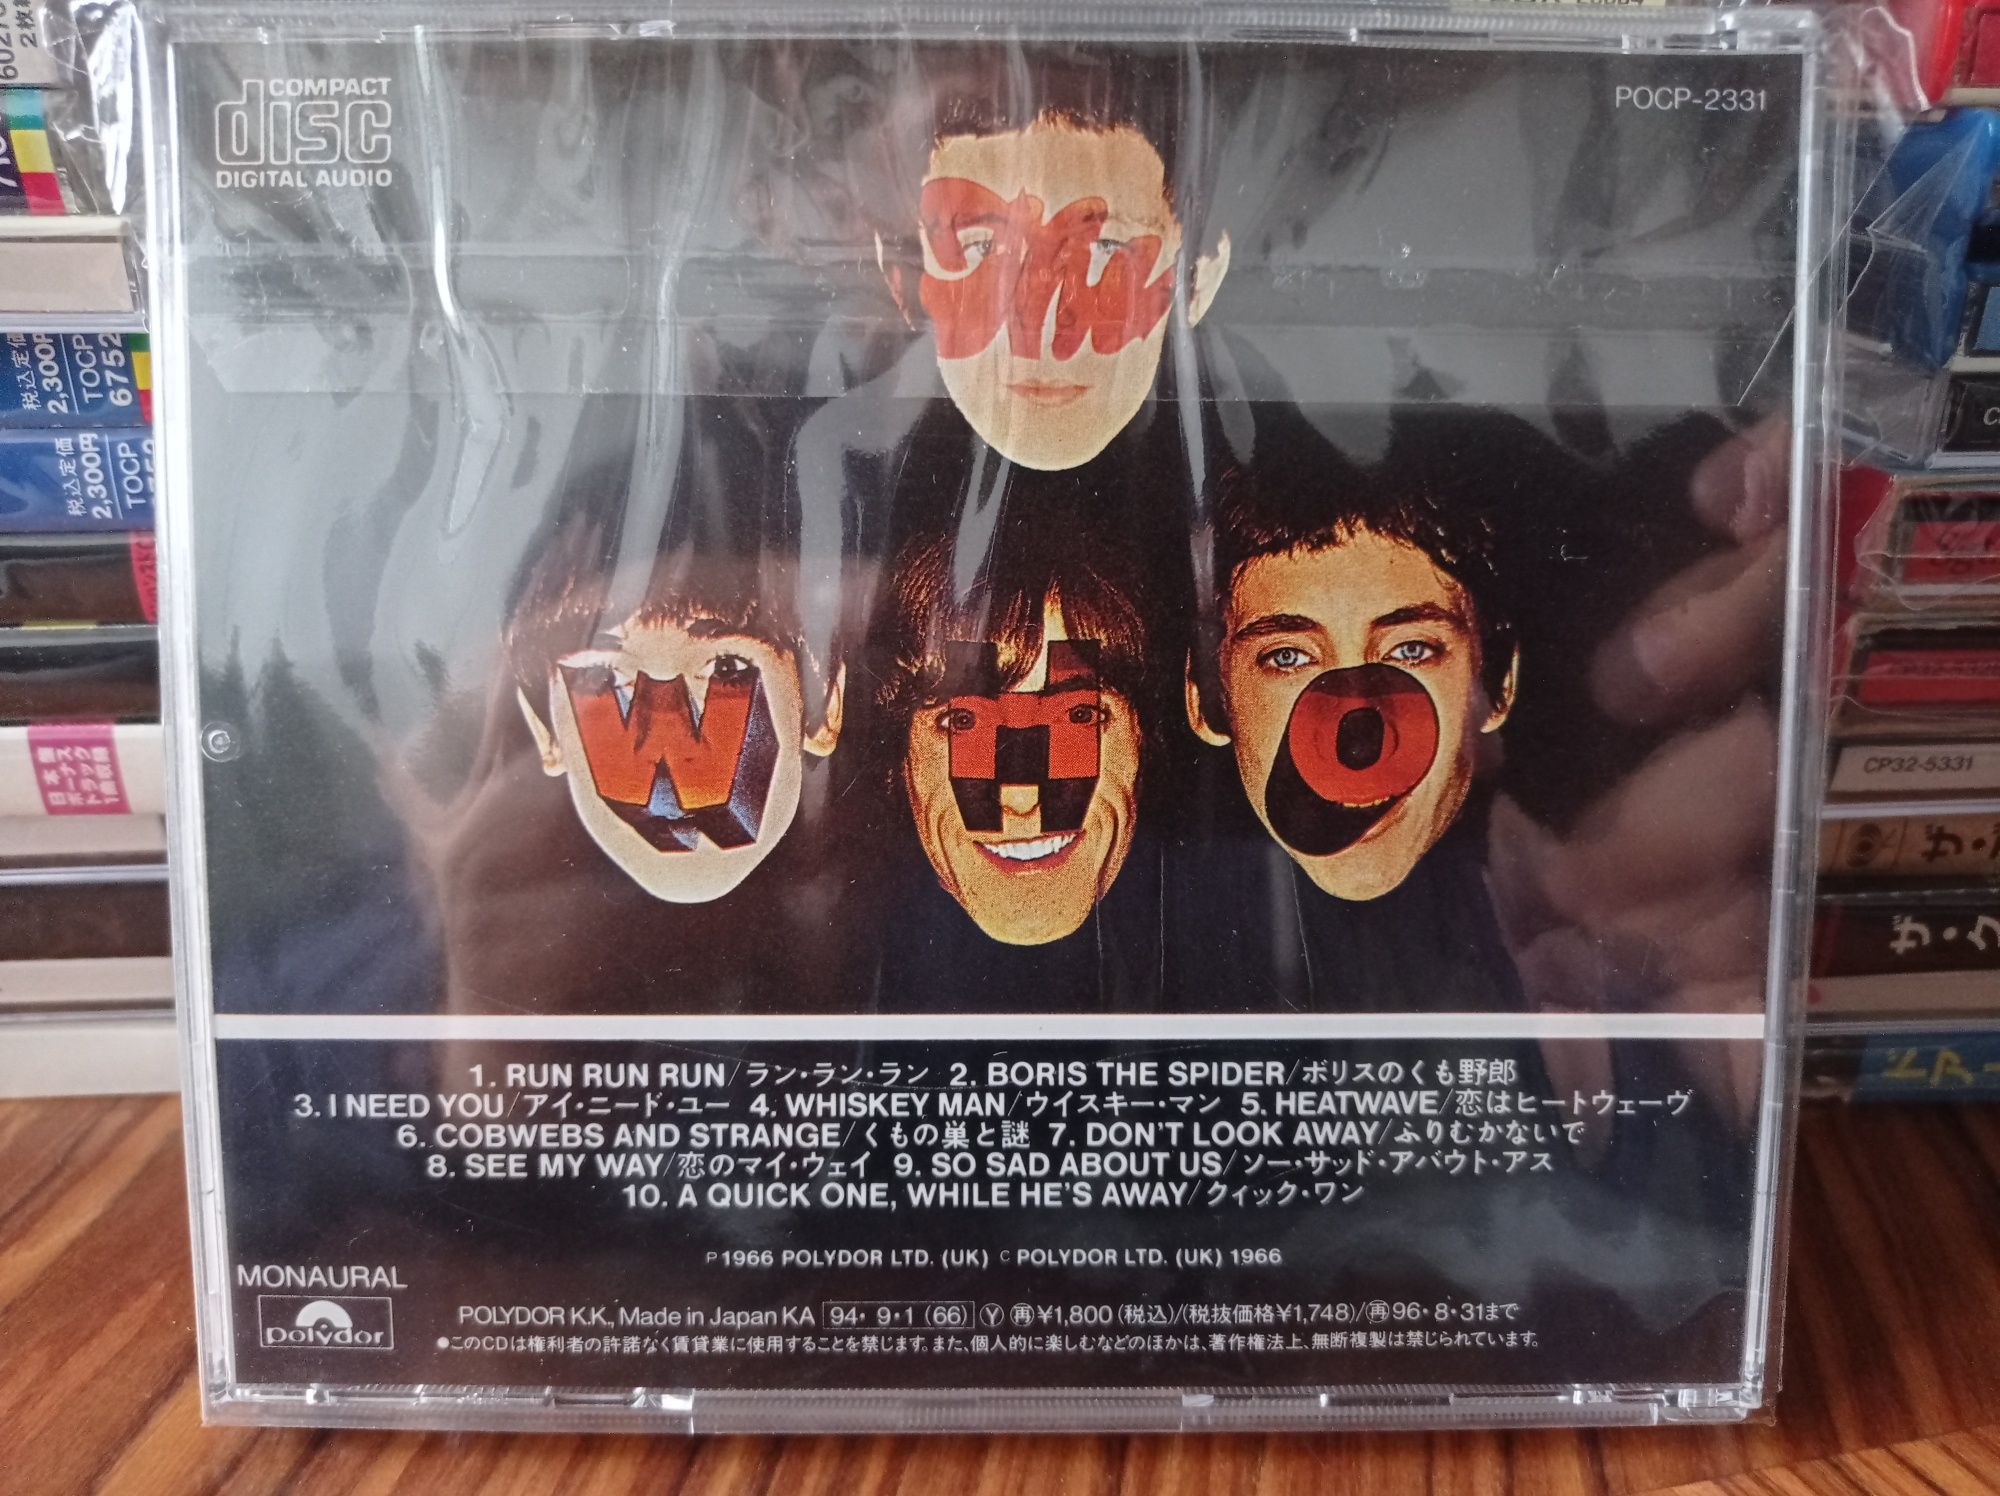 COMPACT
disc
DIGITAL AUDIO
POCP-2331
The
W H O
1. RUN RUN RUN/ラン・ラン・ラン 2. BORIS THE SPIDER/ボリスのくも野郎
3. I NEED YOU/アイ・ニード・ユー 4. WHISKEY MAN/ウイスキー・マン 5. HEATWAVE/恋はヒートウェーヴ
6. COBWEBS AND STRANGE/くもの巣と謎 7. DON'T LOOK AWAY/ふりむかないで
8. SEE MY WAY/恋のマイ・ウェイ 9. SO SAD ABOUT US/ソー・サッド・アバウト・アス
10. A QUICK ONE, WHILE HE'S AWAY/クィック・ワン
P 1966 POLYDOR LTD. (UK) C POLYDOR LTD. (UK) 1966
MONAURAL
polydor
POLYDOR K.K., Made in Japan KA 94・9・1 (66) Ⓨ ㊢¥1,800 (税込)/(税抜価格¥1,748)/再96・8・31まで
●このCDは権利者の許諾なく賃貸業に使用することを禁じます。また、個人的に楽しむなどのほかは、著作権法上、無断複製は禁じられています。
税込定価
2,300円
TOCP
6752
税込定価
2,300円
TOCP
CP32-5331
ザ・ク
ドアー